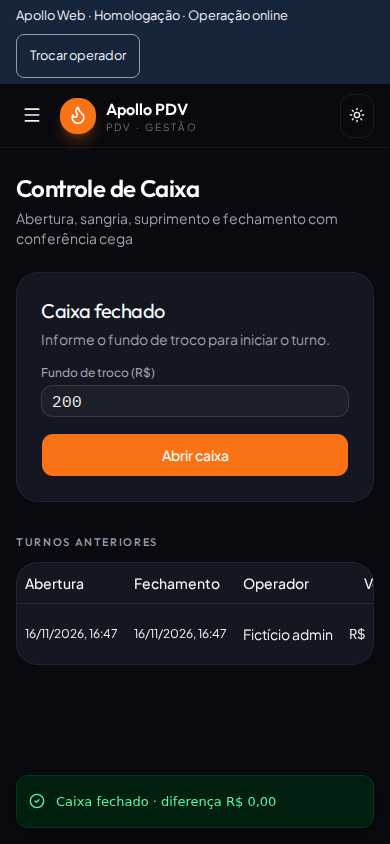 Apollo Web · Homologação · Operação online
Trocar operador
Apollo PDV
PDV · GESTÃO
Controle de Caixa
Abertura, sangria, suprimento e fechamento com
conferência cega
Caixa fechado
Informe o fundo de troco para iniciar o turno.
Fundo de troco (R$)
200
Abrir caixa
TURNOS ANTERIORES
Abertura Fechamento Operador
16/11/2026, 16:47 16/11/2026, 16:47 Fictício admin R$
Caixa fechado · diferença R$ 0,00